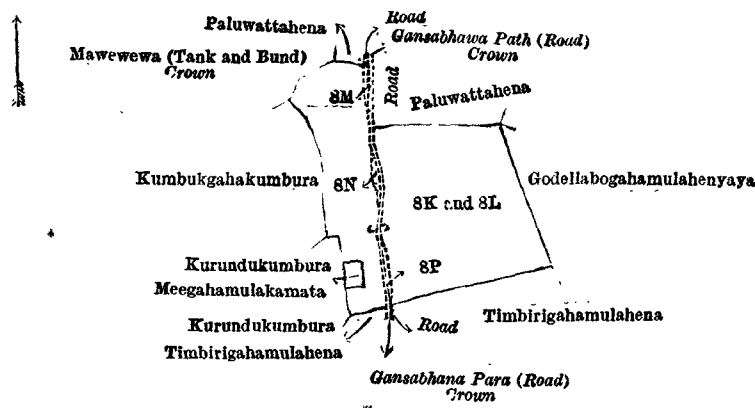 Road
Paluwattahena
Gansabhawa Path (Road)
Crown
Mawewewa (Tank and Bund)
Crown
Road
8M
Paluwattahena
Kumbukgahakumbura
8N
Godellabogahamulahenyaya
8K and 8L
Kurundukumbura
8P
Meegahamulakamata
Timbirigahamulahena
Kurundukumbura
Road
Timbirigahamulahena
Gansabhana Para (Road)
Crown